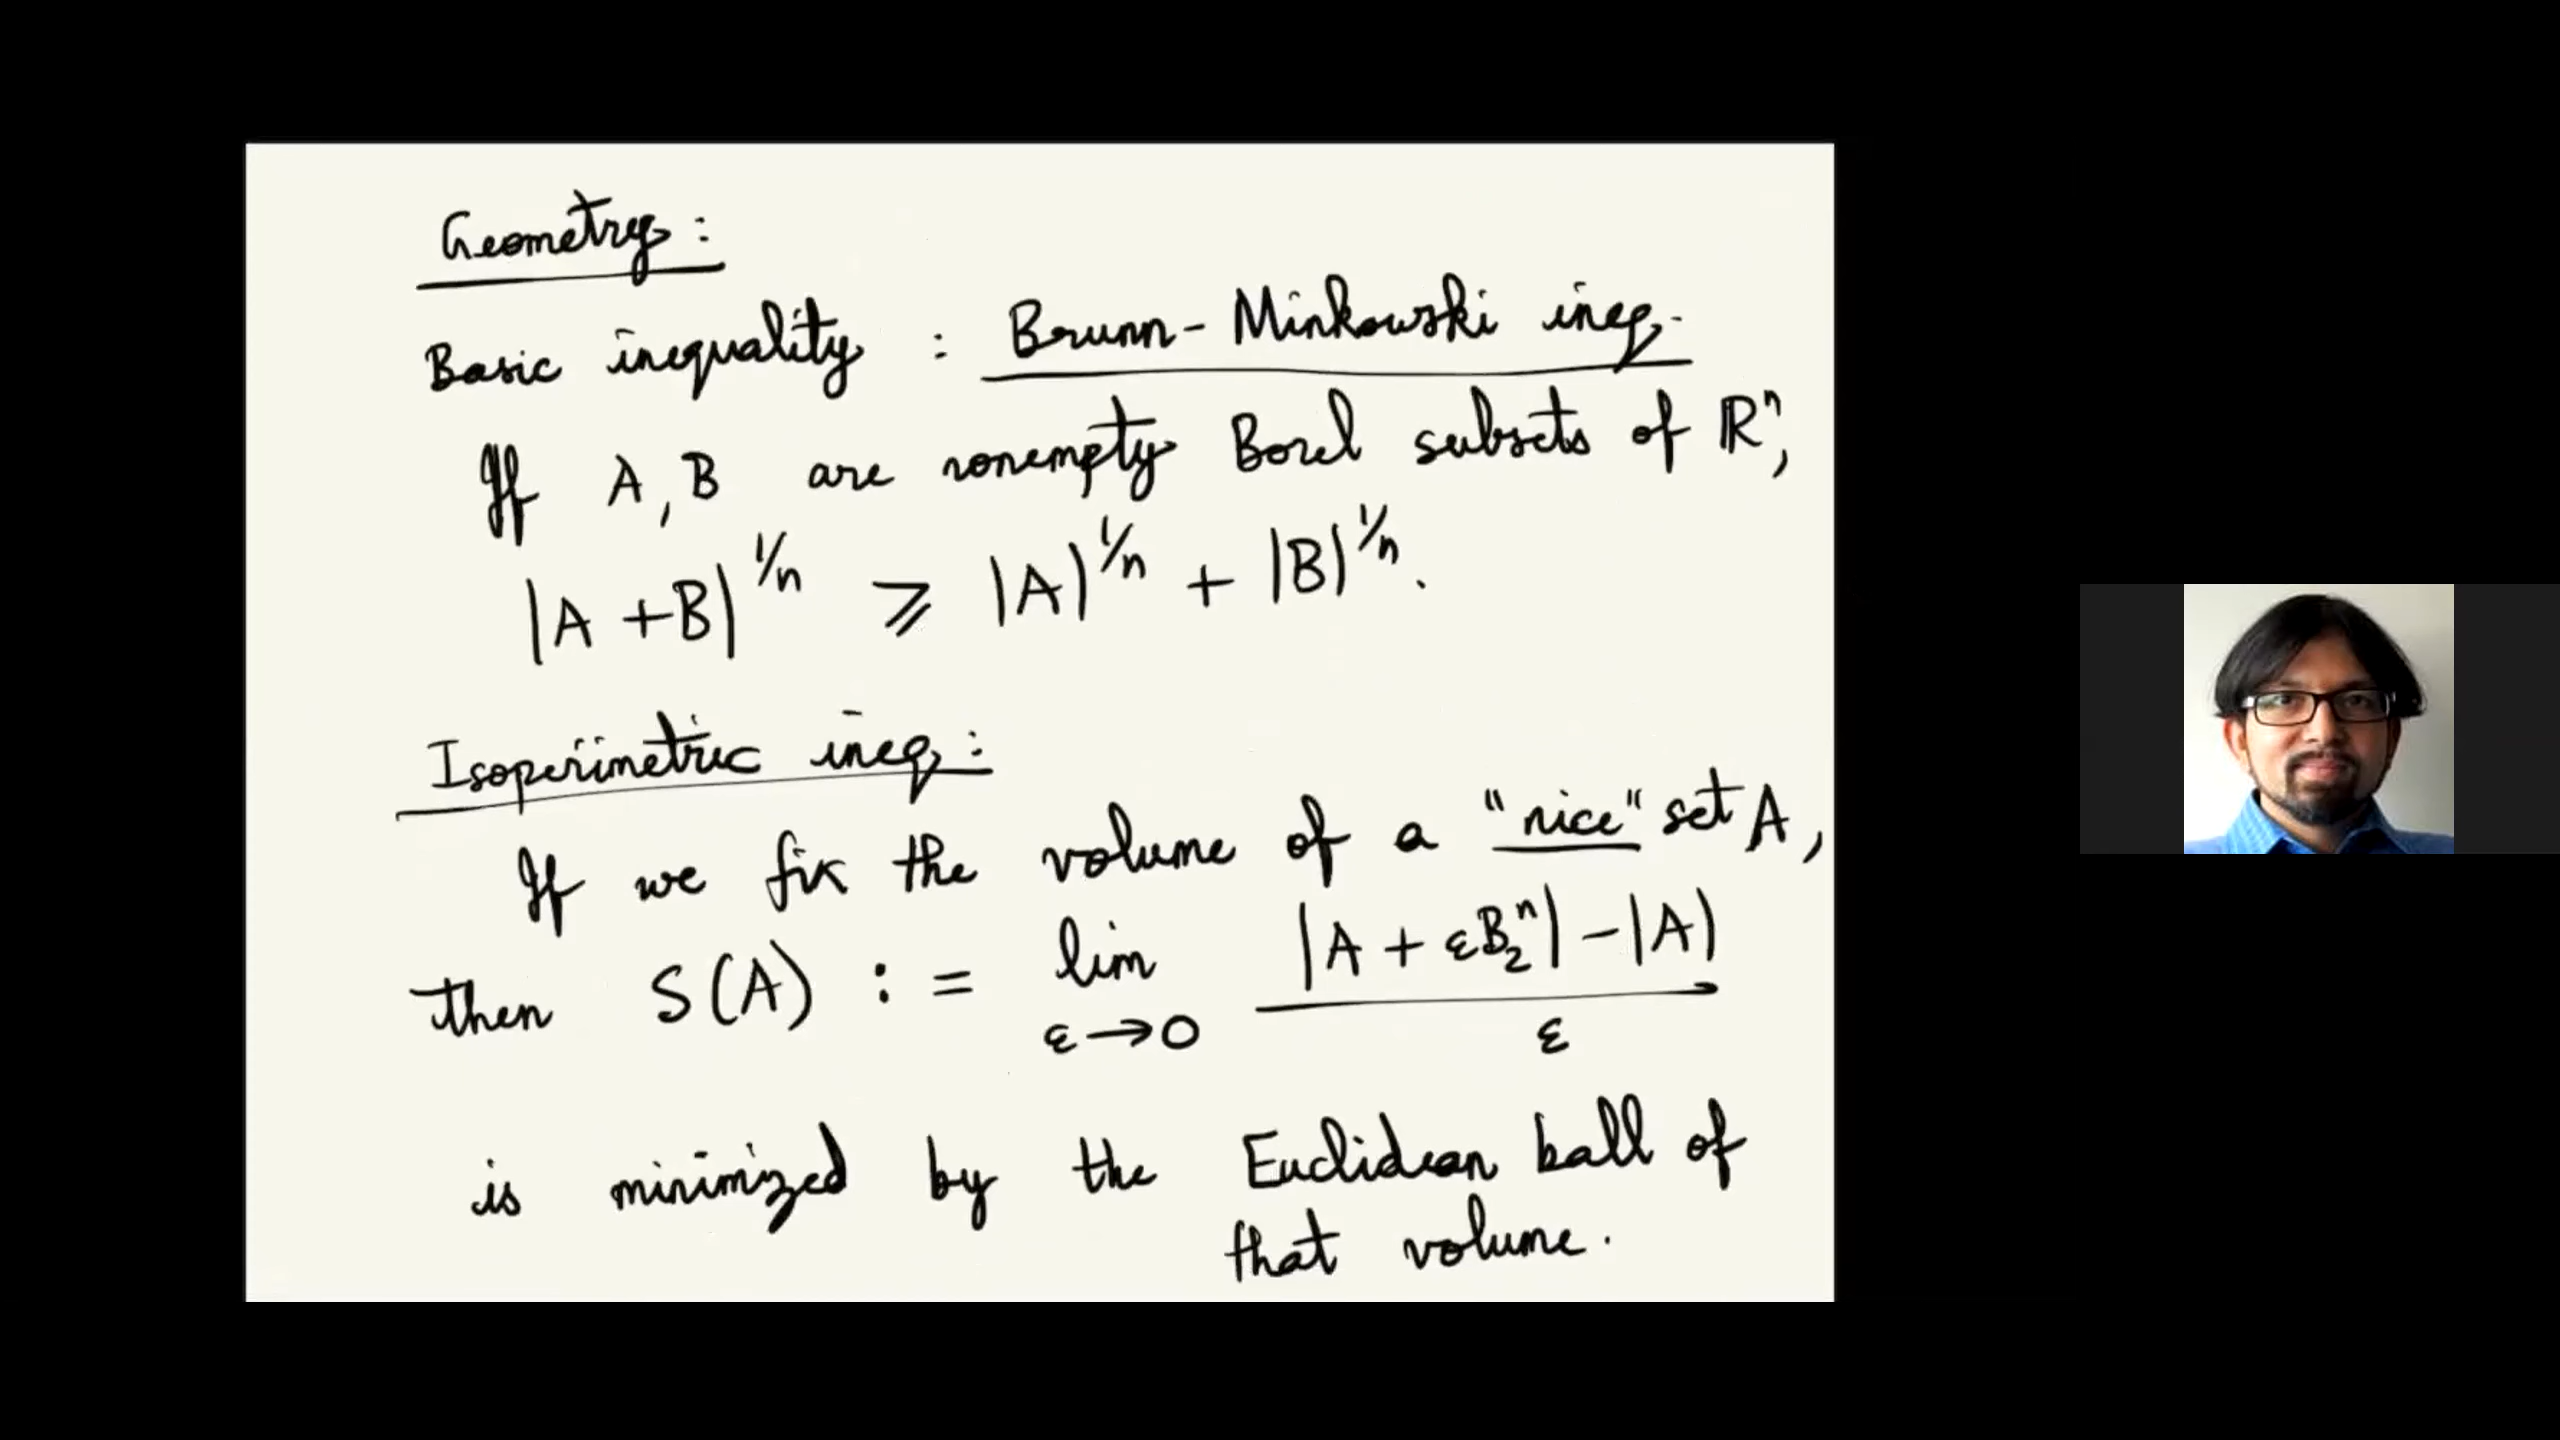 Geometry:
Basic inequality : Brunn-Minkowski ineq.
If A, B are nonempty Borel subsets of ℝⁿ,
|A + B|^{1/n} ⩾ |A|^{1/n} + |B|^{1/n}.
Isoperimetric ineq:
If we fix the volume of a "nice" set A,
then S(A) := lim_{ε→0} (|A + εB₂ⁿ| - |A|)/ε
is minimized by the Euclidean ball of
that volume.